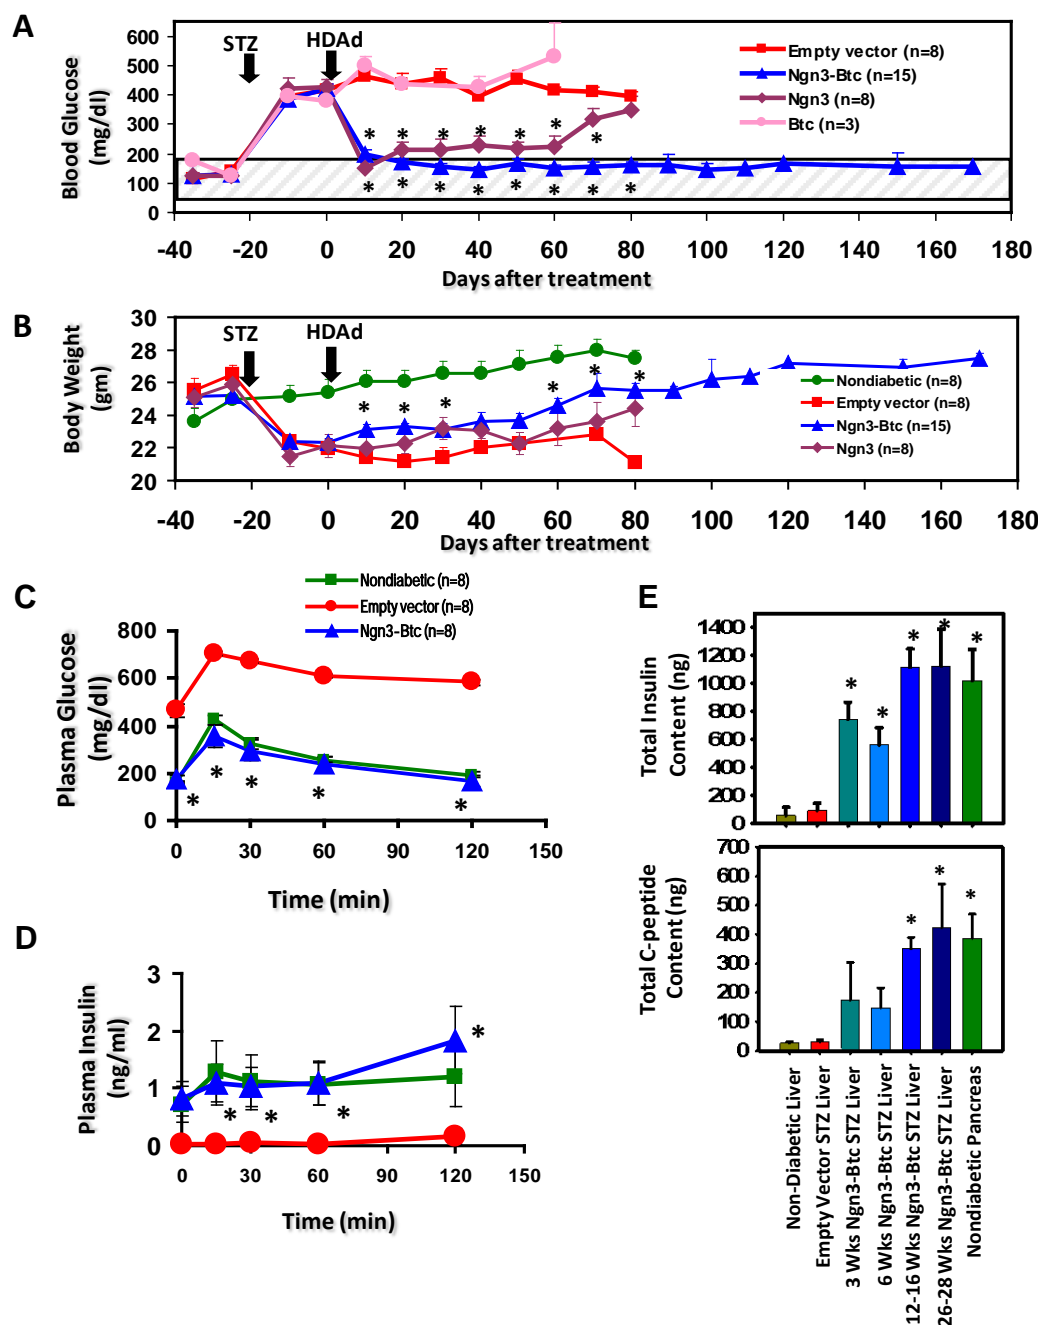 A
STZ
HDAd
Blood Glucose
(mg/dl)
600
500
400
300
200
100
0
Empty vector (n=8)
Ngn3-Btc (n=15)
Ngn3 (n=8)
Btc (n=3)
* * * * * * *
* * * * * * * *
-40 -20 0 20 40 60 80 100 120 140 160 180
Days after treatment
B
STZ
HDAd
Body Weight
(gm)
30
28
26
24
22
20
* * * * * *
Nondiabetic (n=8)
Empty vector (n=8)
Ngn3-Btc (n=15)
Ngn3 (n=8)
-40 -20 0 20 40 60 80 100 120 140 160 180
Days after treatment
C
Nondiabetic (n=8)
Empty vector (n=8)
Ngn3-Btc (n=8)
Plasma Glucose
(mg/dl)
800
600
400
200
0
* * * * *
0 30 60 90 120 150
Time (min)
D
Plasma Insulin
(ng/ml)
3
2
1
0
* * * *
0 30 60 90 120 150
Time (min)
E
Total Insulin
Content (ng)
1400
1200
1000
800
600
400
200
0
* * * * *
Total C-peptide
Content (ng)
700
600
500
400
300
200
100
0
* * *
Non-Diabetic Liver
Empty Vector STZ Liver
3 Wks Ngn3-Btc STZ Liver
6 Wks Ngn3-Btc STZ Liver
12-16 Wks Ngn3-Btc STZ Liver
26-28 Wks Ngn3-Btc STZ Liver
Nondiabetic Pancreas